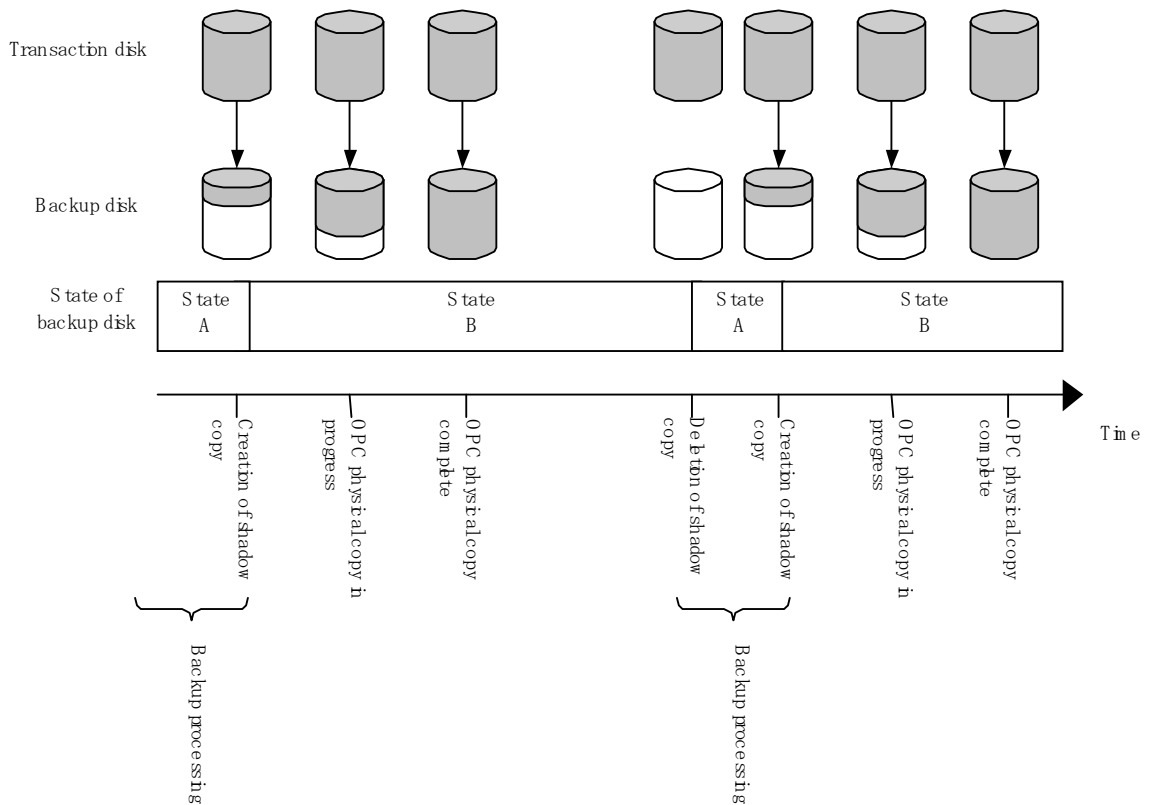 Transaction disk
Backup disk
State of
backup disk
State
A
State
B
State
A
State
B
Creation of shadow
copy
OPC physical copy in
progress
OPC physical copy
complete
Deletion of shadow
copy
Creation of shadow
copy
OPC physical copy in
progress
OPC physical copy
complete
Time
Backup processing
Backup processing